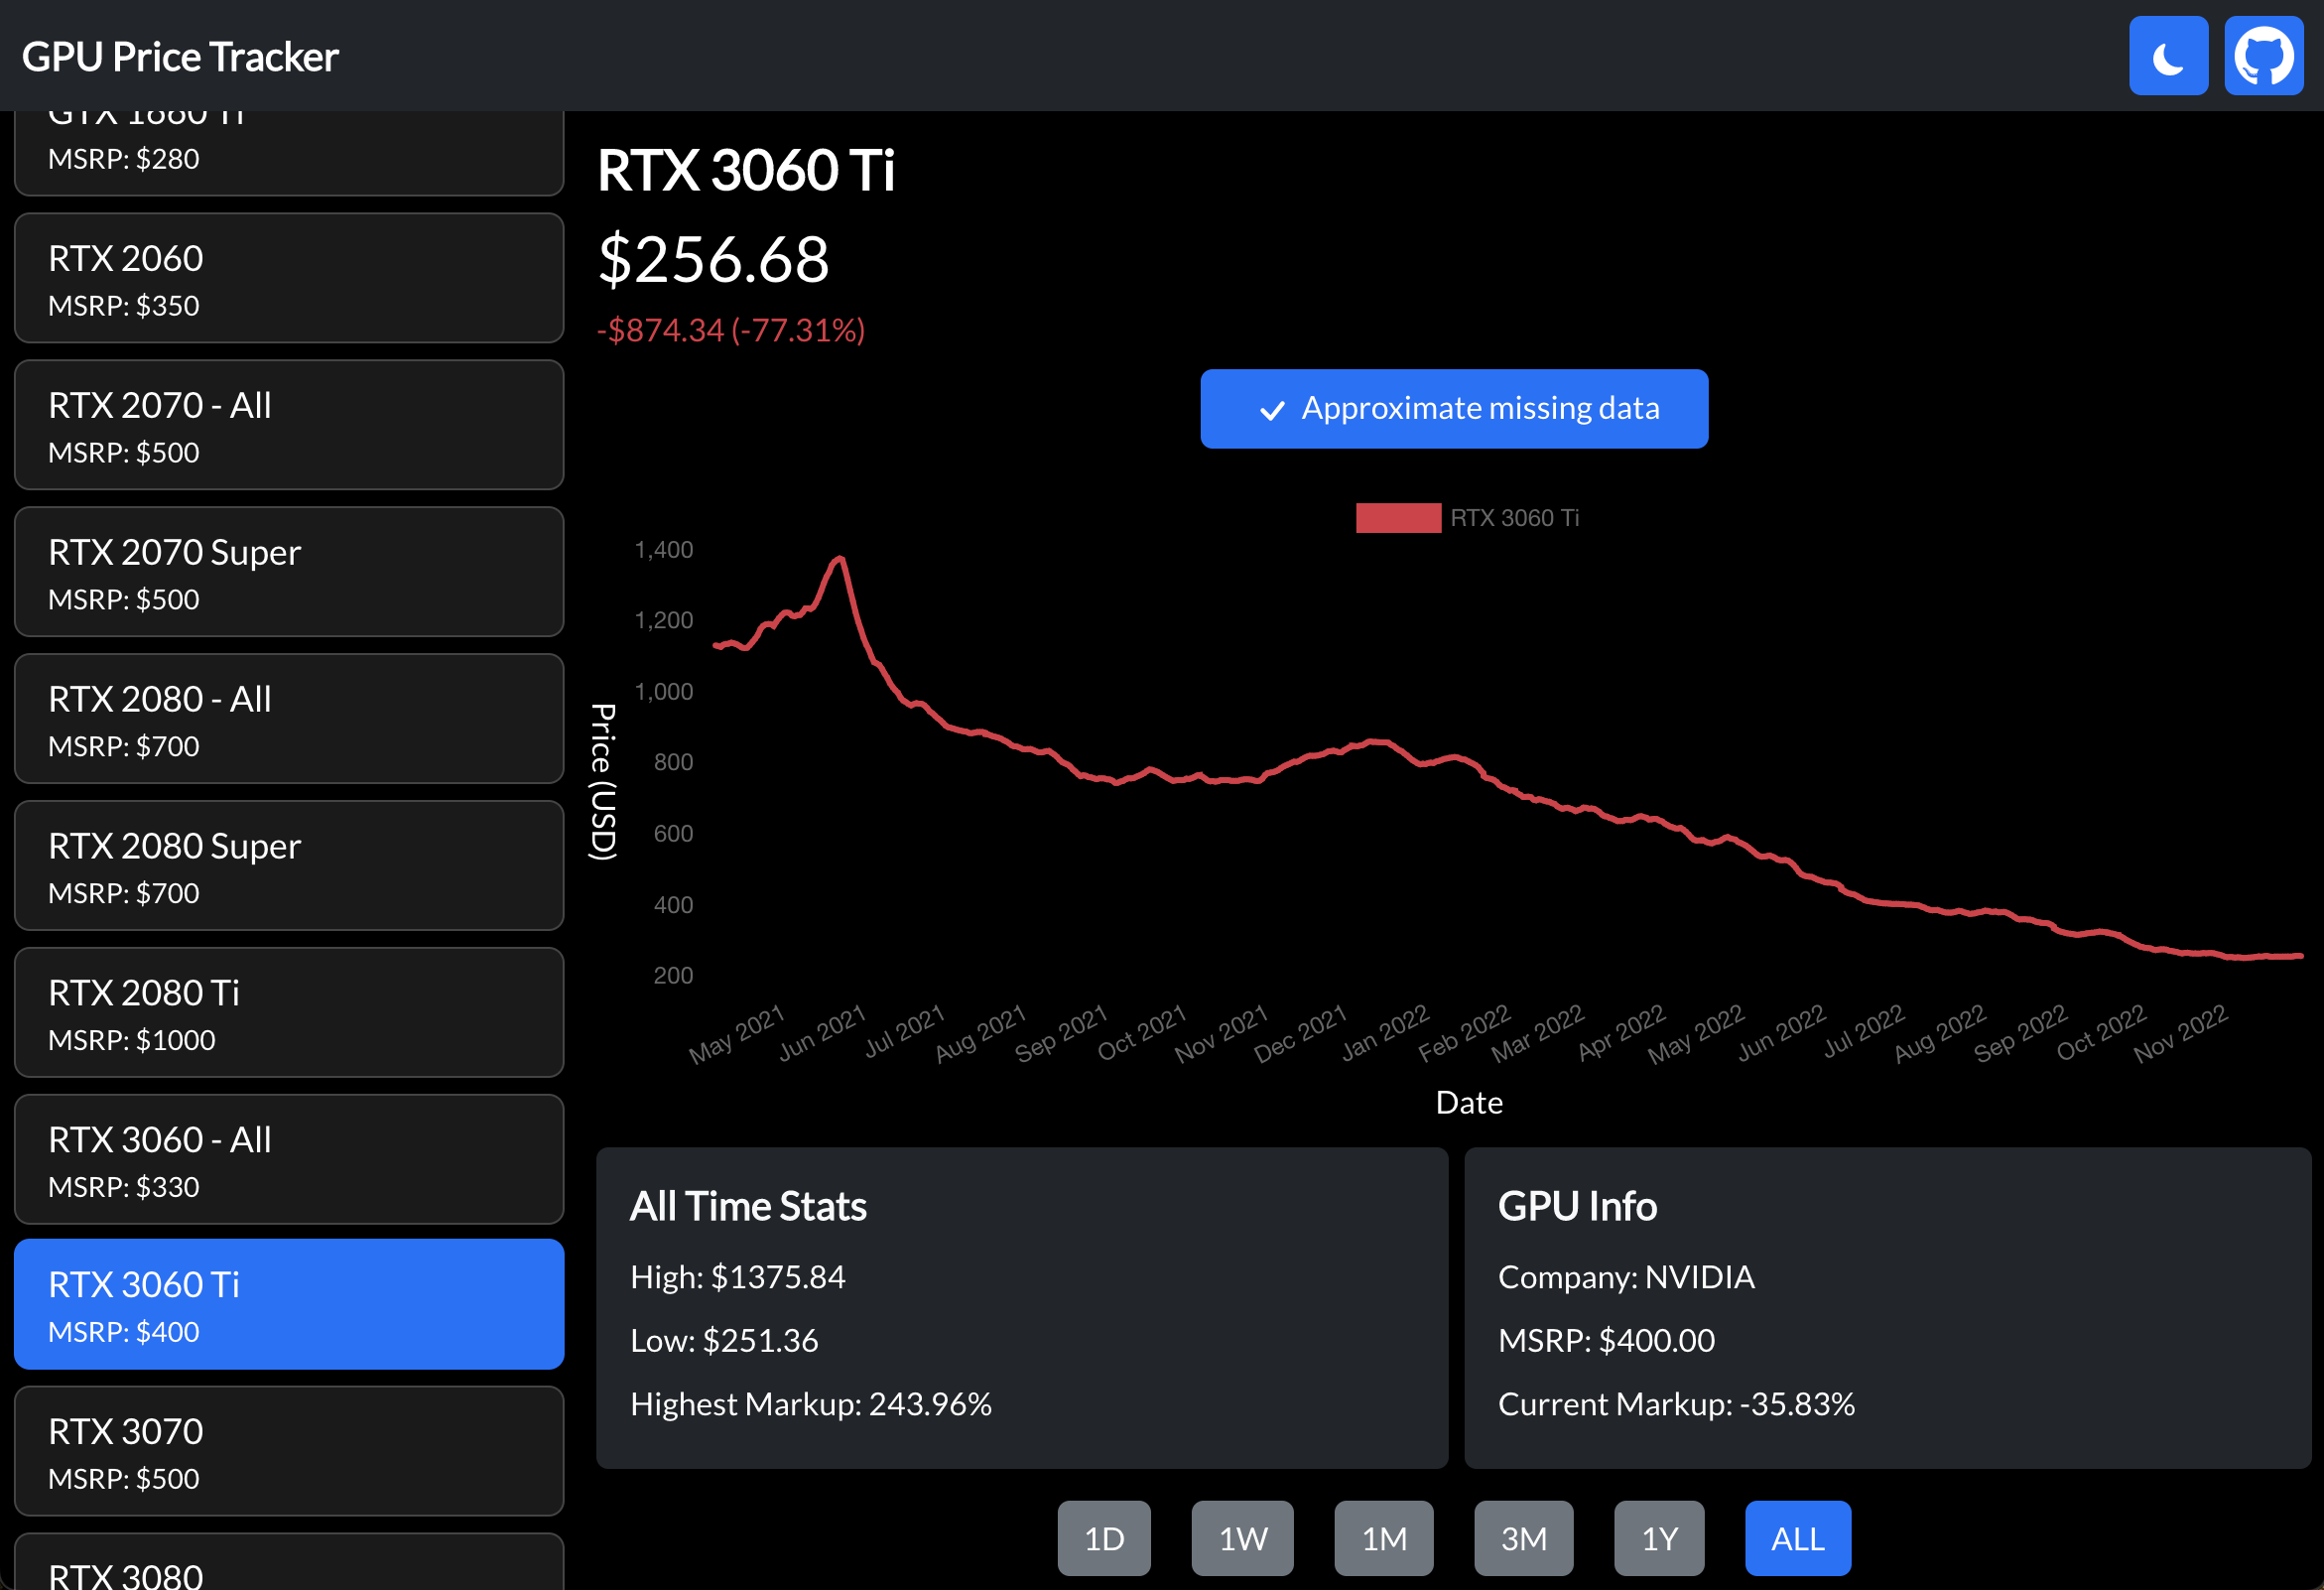 GPU Price Tracker
GTX 1660 Ti
MSRP: $280
RTX 2060
MSRP: $350
RTX 2070 - All
MSRP: $500
RTX 2070 Super
MSRP: $500
RTX 2080 - All
MSRP: $700
RTX 2080 Super
MSRP: $700
RTX 2080 Ti
MSRP: $1000
RTX 3060 - All
MSRP: $330
RTX 3060 Ti
MSRP: $400
RTX 3070
MSRP: $500
RTX 3080
RTX 3060 Ti
$256.68
-$874.34 (-77.31%)
Approximate missing data
RTX 3060 Ti
Price (USD)
1,400
1,200
1,000
800
600
400
200
May 2021
Jun 2021
Jul 2021
Aug 2021
Sep 2021
Oct 2021
Nov 2021
Dec 2021
Jan 2022
Feb 2022
Mar 2022
Apr 2022
May 2022
Jun 2022
Jul 2022
Aug 2022
Sep 2022
Oct 2022
Nov 2022
Date
All Time Stats
High: $1375.84
Low: $251.36
Highest Markup: 243.96%
GPU Info
Company: NVIDIA
MSRP: $400.00
Current Markup: -35.83%
1D
1W
1M
3M
1Y
ALL